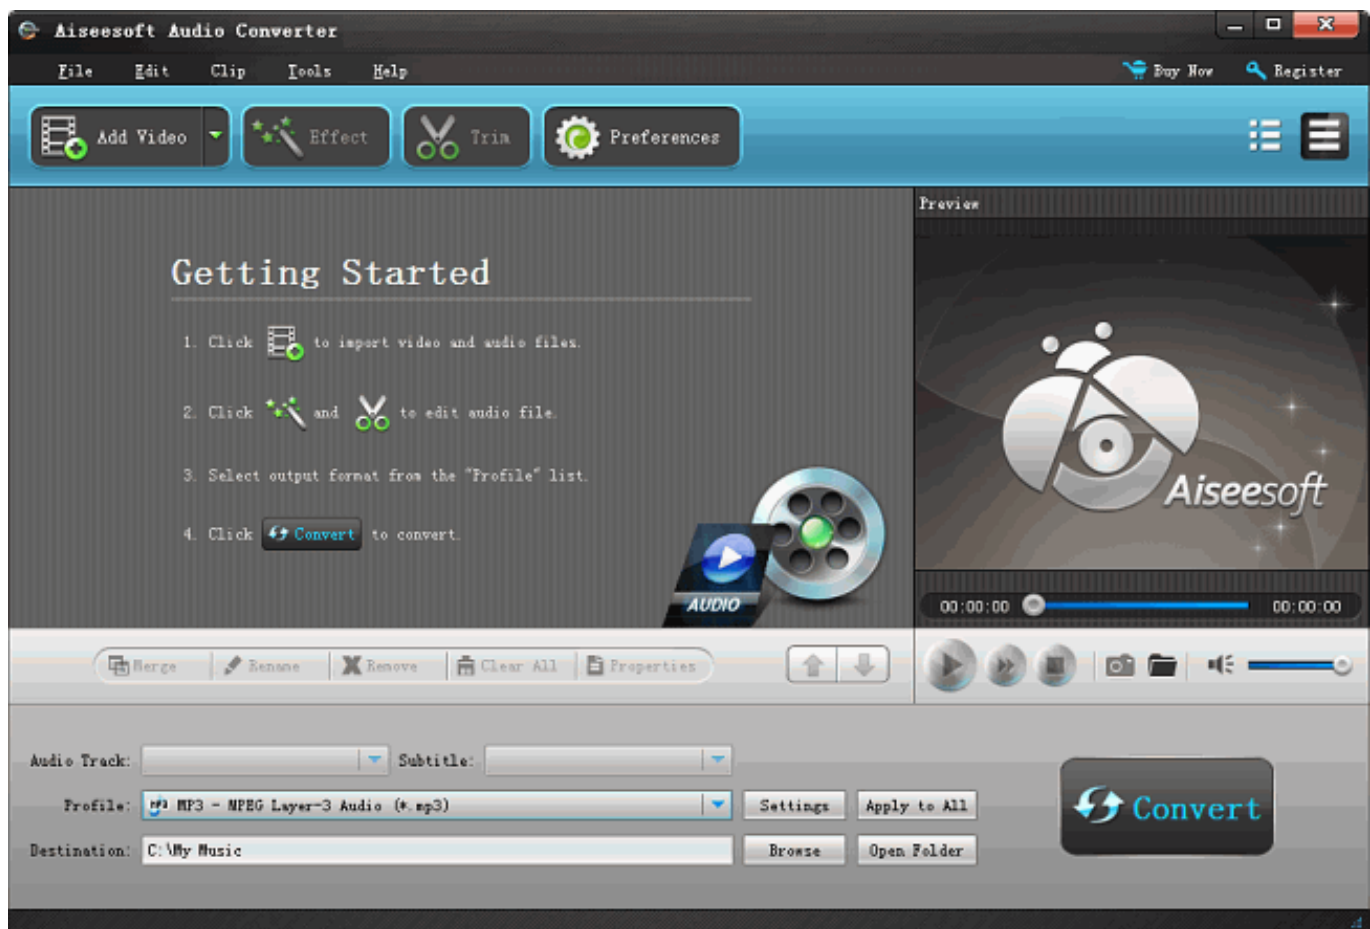 Aiseesoft Audio Converter
File Edit Clip Tools Help Buy Now Register
Add Video Effect Trim Preferences
Preview
Getting Started
1. Click to import video and audio files.
2. Click and to edit audio file.
3. Select output format from the "Profile" list.
4. Click Convert to convert.
AUDIO
Aiseesoft
00:00:00 00:00:00
Merge Rename Remove Clear All Properties
Audio Track: Subtitle:
Profile: MP3 MP3 - MPEG Layer-3 Audio (*.mp3) Settings Apply to All
Destination: C:\My Music Browse Open Folder
Convert